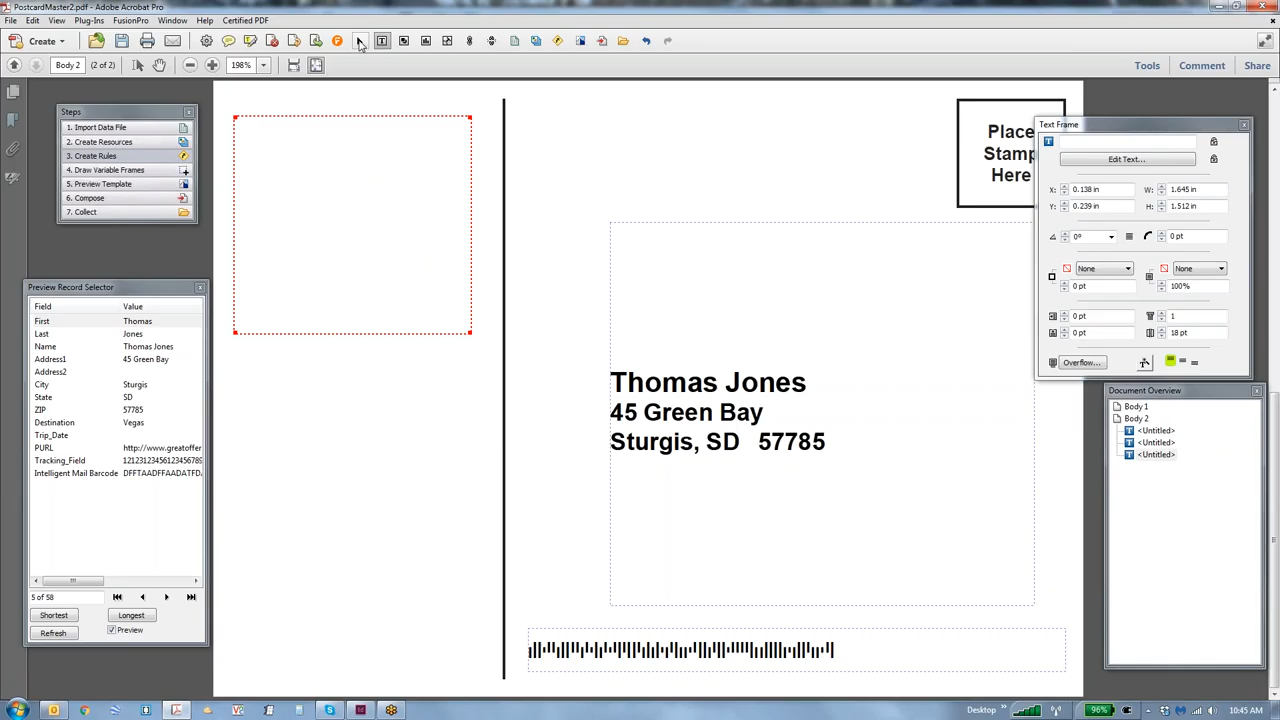 PostcardMaster2.pdf - Adobe Acrobat Pro
File Edit View Plug-Ins FusionPro Window Help Certified PDF
Create
Body 2 (2 of 2) 198% Tools Comment Share
Steps
1. Import Data File
2. Create Resources
3. Create Rules
4. Draw Variable Frames
5. Preview Template
6. Compose
7. Collect
Place
Stamp
Here
Text Frame
Edit Text...
X: 0.138 in W: 1.645 in
Y: 0.239 in H: 1.512 in
0° 0 pt
None None
0 pt 100%
0 pt 1
0 pt 18 pt
Overflow...
Preview Record Selector
Field Value
First Thomas
Last Jones
Name Thomas Jones
Address1 45 Green Bay
Address2
City Sturgis
State SD
ZIP 57785
Destination Vegas
Trip_Date
PURL http://www.greatoffer
Tracking_Field 12123123456123456789
Intelligent Mail Barcode DFFTAADFFAADATFDA
5 of 58
Shortest Longest
Refresh Preview
Thomas Jones
45 Green Bay
Sturgis, SD 57785
Document Overview
Body 1
Body 2
<Untitled>
<Untitled>
<Untitled>
Desktop 96% 10:45 AM